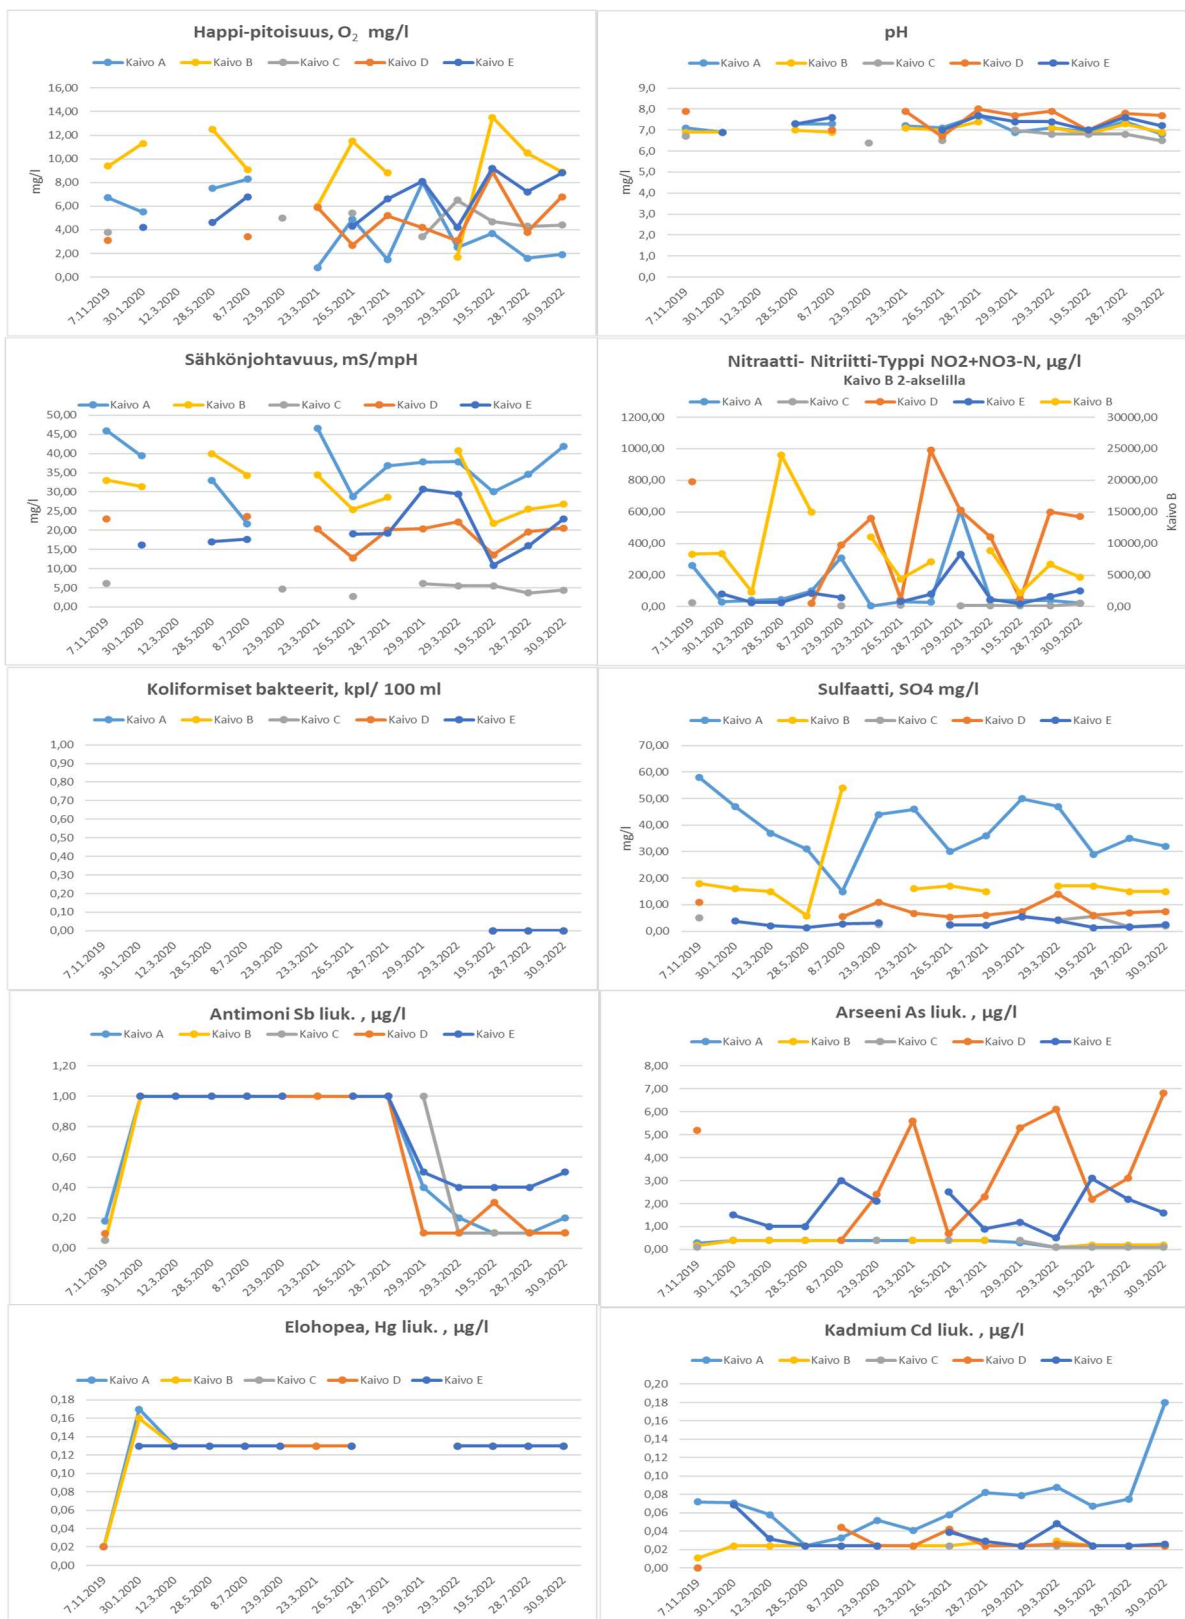 Happi-pitoisuus, O₂ mg/l
Kaivo A Kaivo B Kaivo C Kaivo D Kaivo E
16,00
14,00
12,00
10,00
8,00
6,00
4,00
2,00
0,00
mg/l
7.11.2019 30.1.2020 12.3.2020 28.5.2020 8.7.2020 23.9.2020 23.3.2021 26.5.2021 28.7.2021 29.9.2021 29.3.2022 19.5.2022 28.7.2022 30.9.2022
pH
Kaivo A Kaivo B Kaivo C Kaivo D Kaivo E
9,0
8,0
7,0
6,0
5,0
4,0
3,0
2,0
1,0
0,0
mg/l
7.11.2019 30.1.2020 12.3.2020 28.5.2020 8.7.2020 23.9.2020 23.3.2021 26.5.2021 28.7.2021 29.9.2021 29.3.2022 19.5.2022 28.7.2022 30.9.2022
Sähkönjohtavuus, mS/mpH
Kaivo A Kaivo B Kaivo C Kaivo D Kaivo E
50,00
45,00
40,00
35,00
30,00
25,00
20,00
15,00
10,00
5,00
0,00
mg/l
7.11.2019 30.1.2020 12.3.2020 28.5.2020 8.7.2020 23.9.2020 23.3.2021 26.5.2021 28.7.2021 29.9.2021 29.3.2022 19.5.2022 28.7.2022 30.9.2022
Nitraatti- Nitriitti-Typpi NO2+NO3-N, µg/l
Kaivo B 2-akselilla
Kaivo A Kaivo C Kaivo D Kaivo E Kaivo B
1200,00 30000,00
1000,00 25000,00
800,00 20000,00
600,00 15000,00
400,00 10000,00
200,00 5000,00
0,00 0,00
Kaivo B
7.11.2019 30.1.2020 12.3.2020 28.5.2020 8.7.2020 23.9.2020 23.3.2021 26.5.2021 28.7.2021 29.9.2021 29.3.2022 19.5.2022 28.7.2022 30.9.2022
Koliformiset bakteerit, kpl/ 100 ml
Kaivo A Kaivo B Kaivo C Kaivo D Kaivo E
1,00
0,90
0,80
0,70
0,60
0,50
0,40
0,30
0,20
0,10
0,00
7.11.2019 30.1.2020 12.3.2020 28.5.2020 8.7.2020 23.9.2020 23.3.2021 26.5.2021 28.7.2021 29.9.2021 29.3.2022 19.5.2022 28.7.2022 30.9.2022
Sulfaatti, SO4 mg/l
Kaivo A Kaivo B Kaivo C Kaivo D Kaivo E
70,00
60,00
50,00
40,00
30,00
20,00
10,00
0,00
mg/l
7.11.2019 30.1.2020 12.3.2020 28.5.2020 8.7.2020 23.9.2020 23.3.2021 26.5.2021 28.7.2021 29.9.2021 29.3.2022 19.5.2022 28.7.2022 30.9.2022
Antimoni Sb liuk. , µg/l
Kaivo A Kaivo B Kaivo C Kaivo D Kaivo E
1,20
1,00
0,80
0,60
0,40
0,20
0,00
7.11.2019 30.1.2020 12.3.2020 28.5.2020 8.7.2020 23.9.2020 23.3.2021 26.5.2021 28.7.2021 29.9.2021 29.3.2022 19.5.2022 28.7.2022 30.9.2022
Arseeni As liuk. , µg/l
Kaivo A Kaivo B Kaivo C Kaivo D Kaivo E
8,00
7,00
6,00
5,00
4,00
3,00
2,00
1,00
0,00
7.11.2019 30.1.2020 12.3.2020 28.5.2020 8.7.2020 23.9.2020 23.3.2021 26.5.2021 28.7.2021 29.9.2021 29.3.2022 19.5.2022 28.7.2022 30.9.2022
Elohopea, Hg liuk. , µg/l
Kaivo A Kaivo B Kaivo C Kaivo D Kaivo E
0,18
0,16
0,14
0,12
0,10
0,08
0,06
0,04
0,02
0,00
7.11.2019 30.1.2020 12.3.2020 28.5.2020 8.7.2020 23.9.2020 23.3.2021 26.5.2021 28.7.2021 29.9.2021 29.3.2022 19.5.2022 28.7.2022 30.9.2022
Kadmium Cd liuk. , µg/l
Kaivo A Kaivo B Kaivo C Kaivo D Kaivo E
0,20
0,18
0,16
0,14
0,12
0,10
0,08
0,06
0,04
0,02
0,00
7.11.2019 30.1.2020 12.3.2020 28.5.2020 8.7.2020 23.9.2020 23.3.2021 26.5.2021 28.7.2021 29.9.2021 29.3.2022 19.5.2022 28.7.2022 30.9.2022